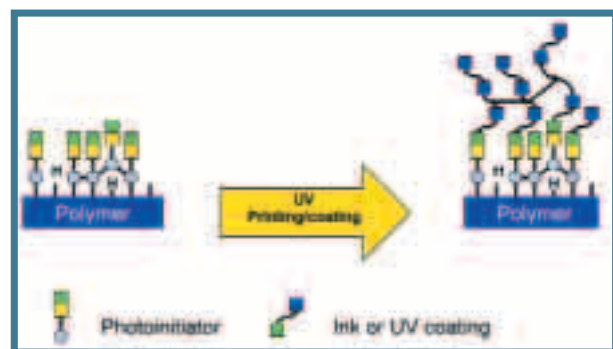 H
H
Polymer
UV
Printing/coating
H
H
Polymer
Photoinitiator
Ink or UV coating